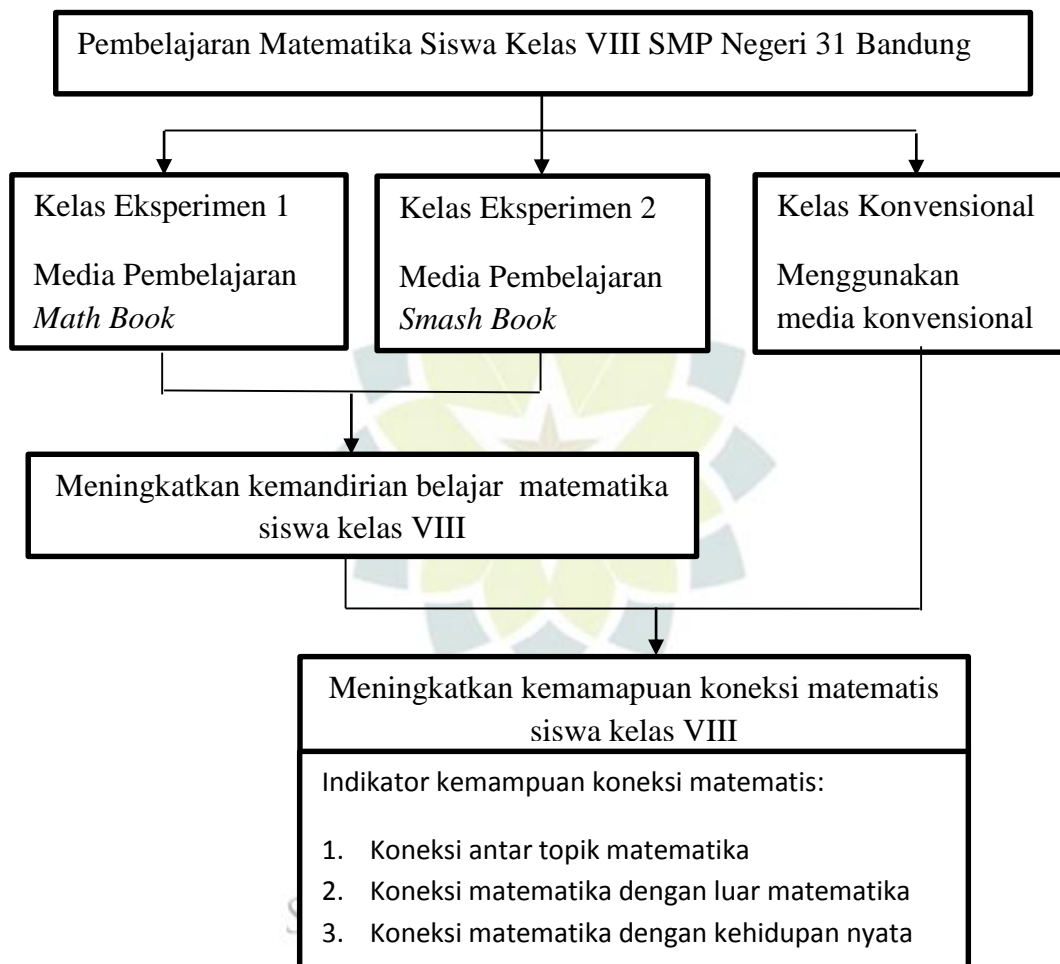 Pembelajaran Matematika Siswa Kelas VIII SMP Negeri 31 Bandung
Kelas Eksperimen 1
Media Pembelajaran
Math Book
Kelas Eksperimen 2
Media Pembelajaran
Smash Book
Kelas Konvensional
Menggunakan
media konvensional
Meningkatkan kemandirian belajar matematika
siswa kelas VIII
Meningkatkan kemamapuan koneksi matematis
siswa kelas VIII
Indikator kemampuan koneksi matematis:
1. Koneksi antar topik matematika
2. Koneksi matematika dengan luar matematika
3. Koneksi matematika dengan kehidupan nyata